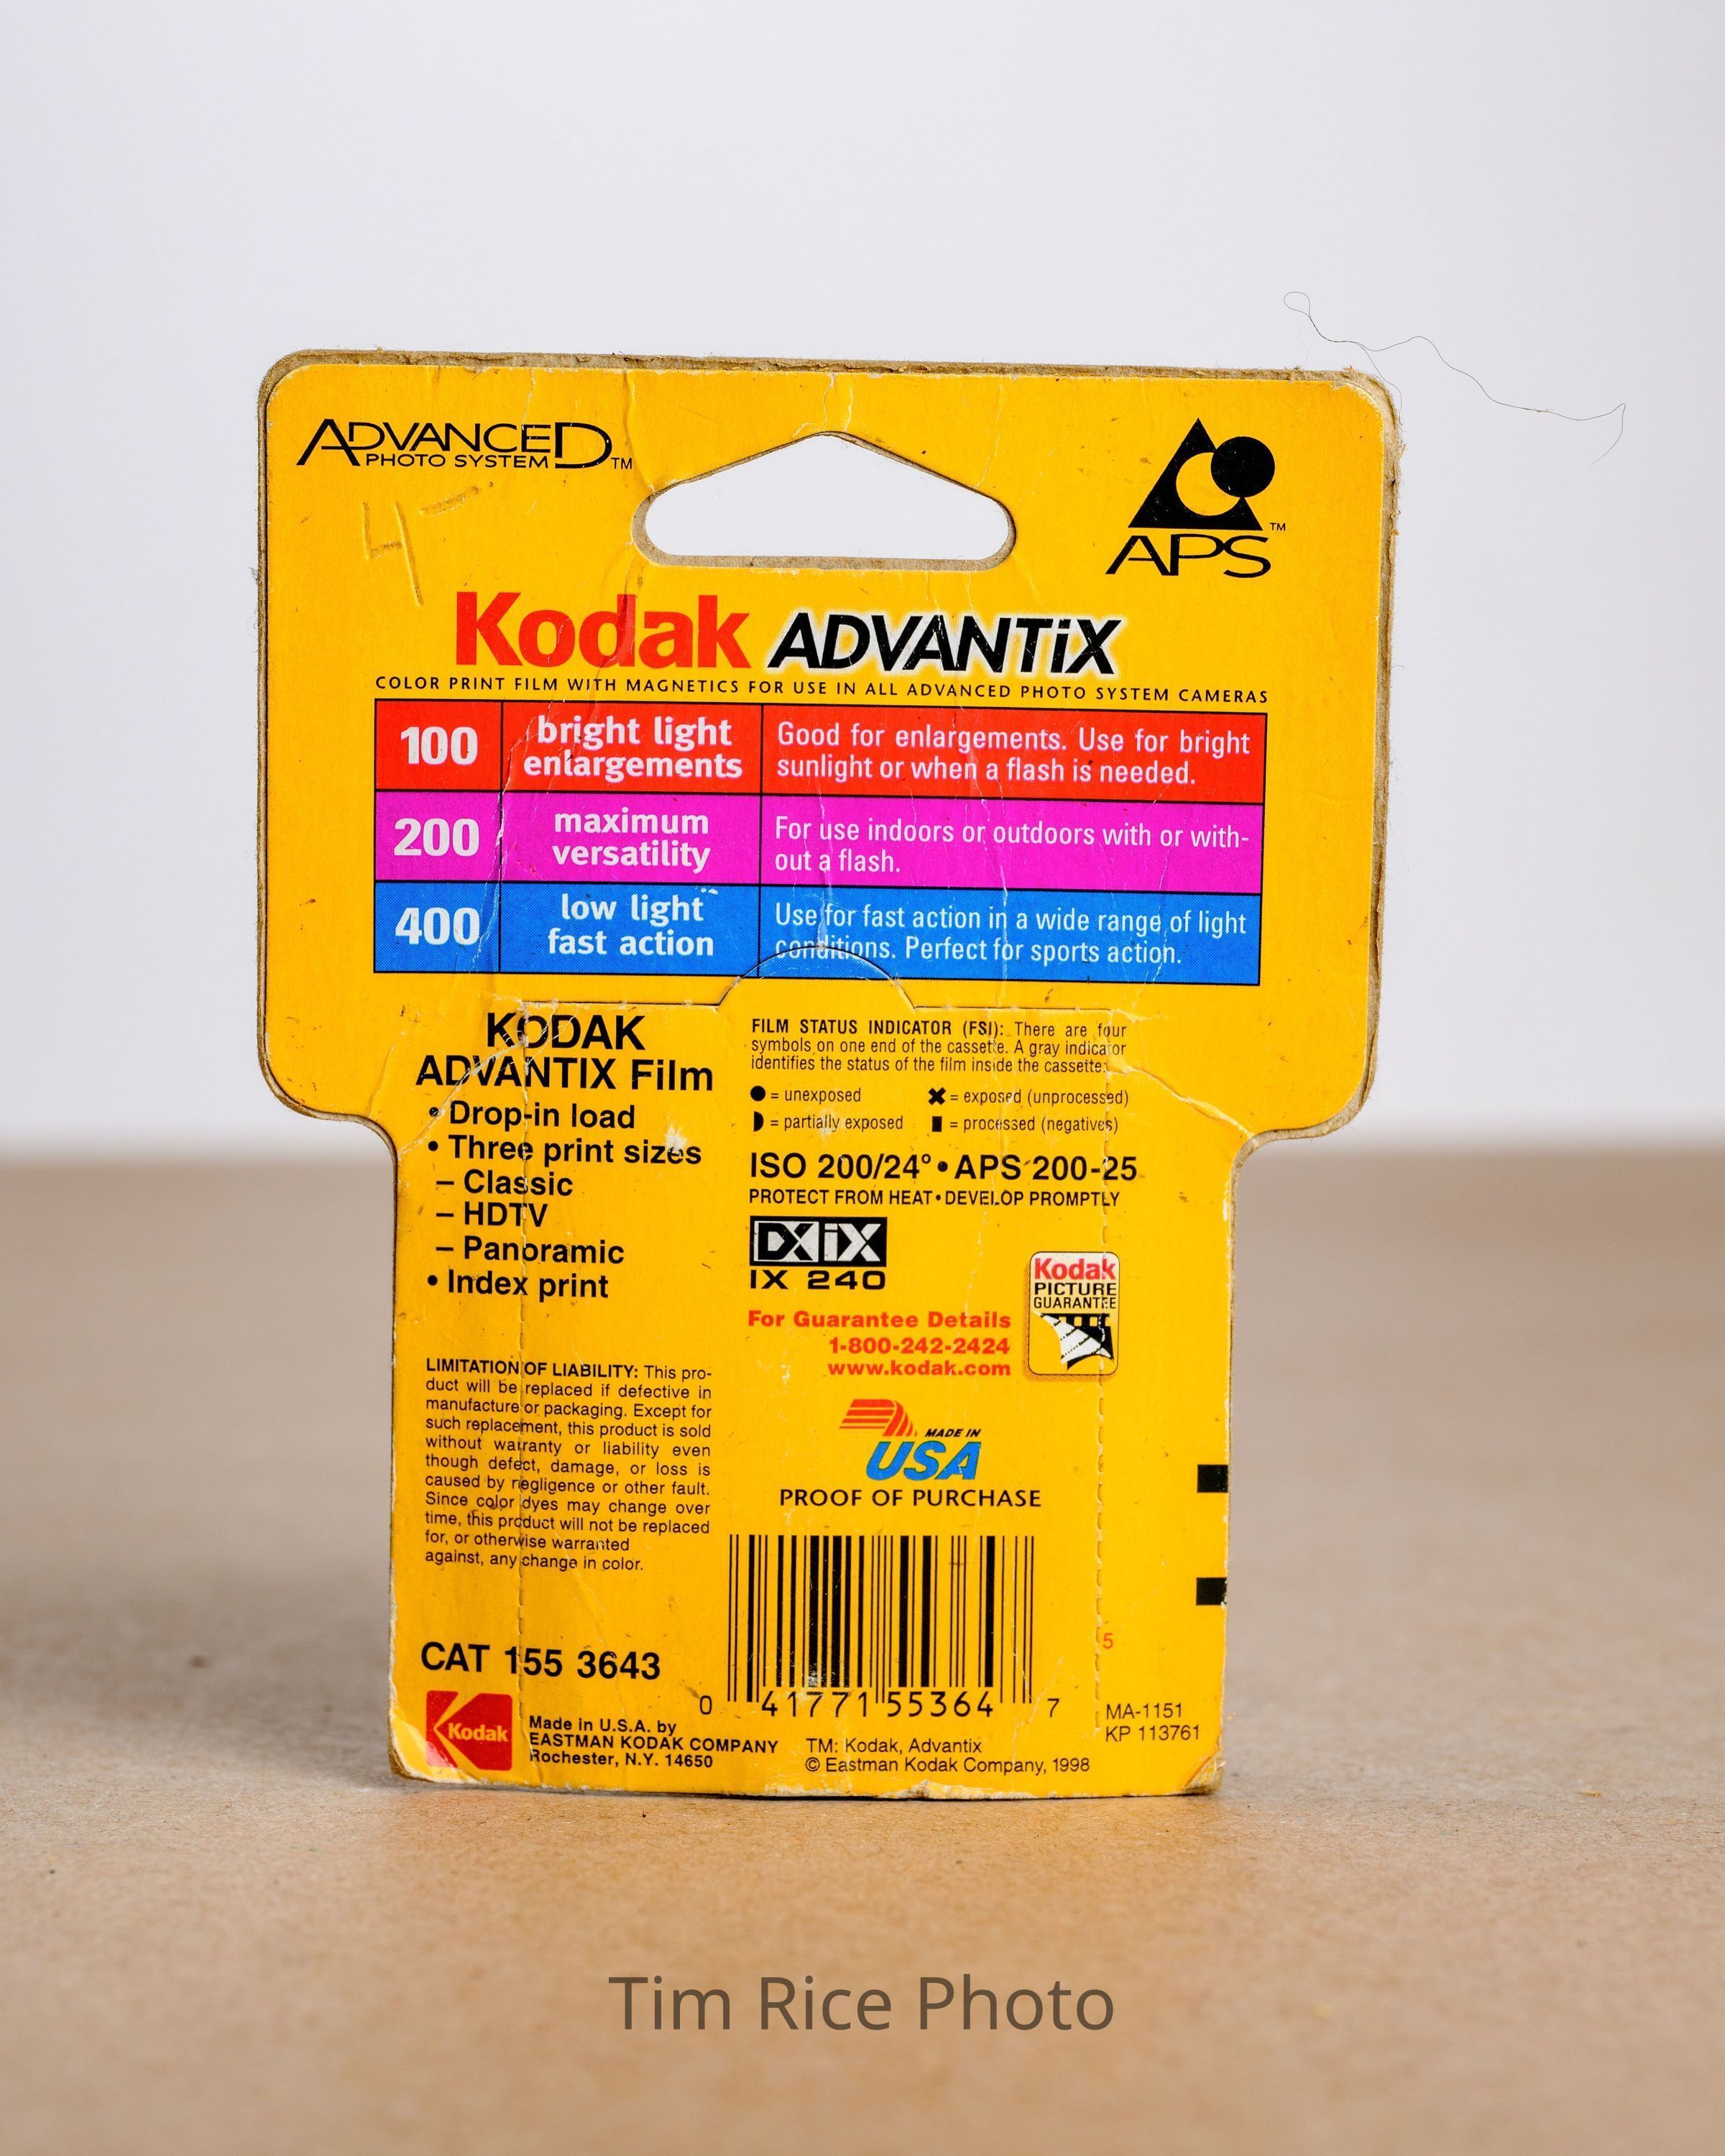 ADVANCED
PHOTO SYSTEM™
4
™
APS
Kodak ADVANTiX
COLOR PRINT FILM WITH MAGNETICS FOR USE IN ALL ADVANCED PHOTO SYSTEM CAMERAS
100
bright light
enlargements
Good for enlargements. Use for bright
sunlight or when a flash is needed.
200
maximum
versatility
For use indoors or outdoors with or with-
out a flash.
400
low light
fast action
Use for fast action in a wide range of light
conditions. Perfect for sports action.
KODAK
ADVANTIX Film
• Drop-in load
• Three print sizes
– Classic
– HDTV
– Panoramic
• Index print
LIMITATION OF LIABILITY: This pro-
duct will be replaced if defective in
manufacture or packaging. Except for
such replacement, this product is sold
without warranty or liability even
though defect, damage, or loss is
caused by negligence or other fault.
Since color dyes may change over
time, this product will not be replaced
for, or otherwise warranted
against, any change in color.
CAT 155 3643
Kodak
Made in U.S.A. by
EASTMAN KODAK COMPANY
Rochester, N.Y. 14650
FILM STATUS INDICATOR (FSI): There are four
symbols on one end of the cassette. A gray indicator
identifies the status of the film inside the cassette.
● = unexposed ✖ = exposed (unprocessed)
◗ = partially exposed ▮ = processed (negatives)
ISO 200/24° • APS 200-25
PROTECT FROM HEAT • DEVELOP PROMPTLY
DX iX
IX 240
For Guarantee Details
1-800-242-2424
www.kodak.com
Kodak
PICTURE
GUARANTEE
MADE IN
USA
PROOF OF PURCHASE
5
0 41771 55364 7
MA-1151
KP 113761
TM: Kodak, Advantix
© Eastman Kodak Company, 1998
Tim Rice Photo